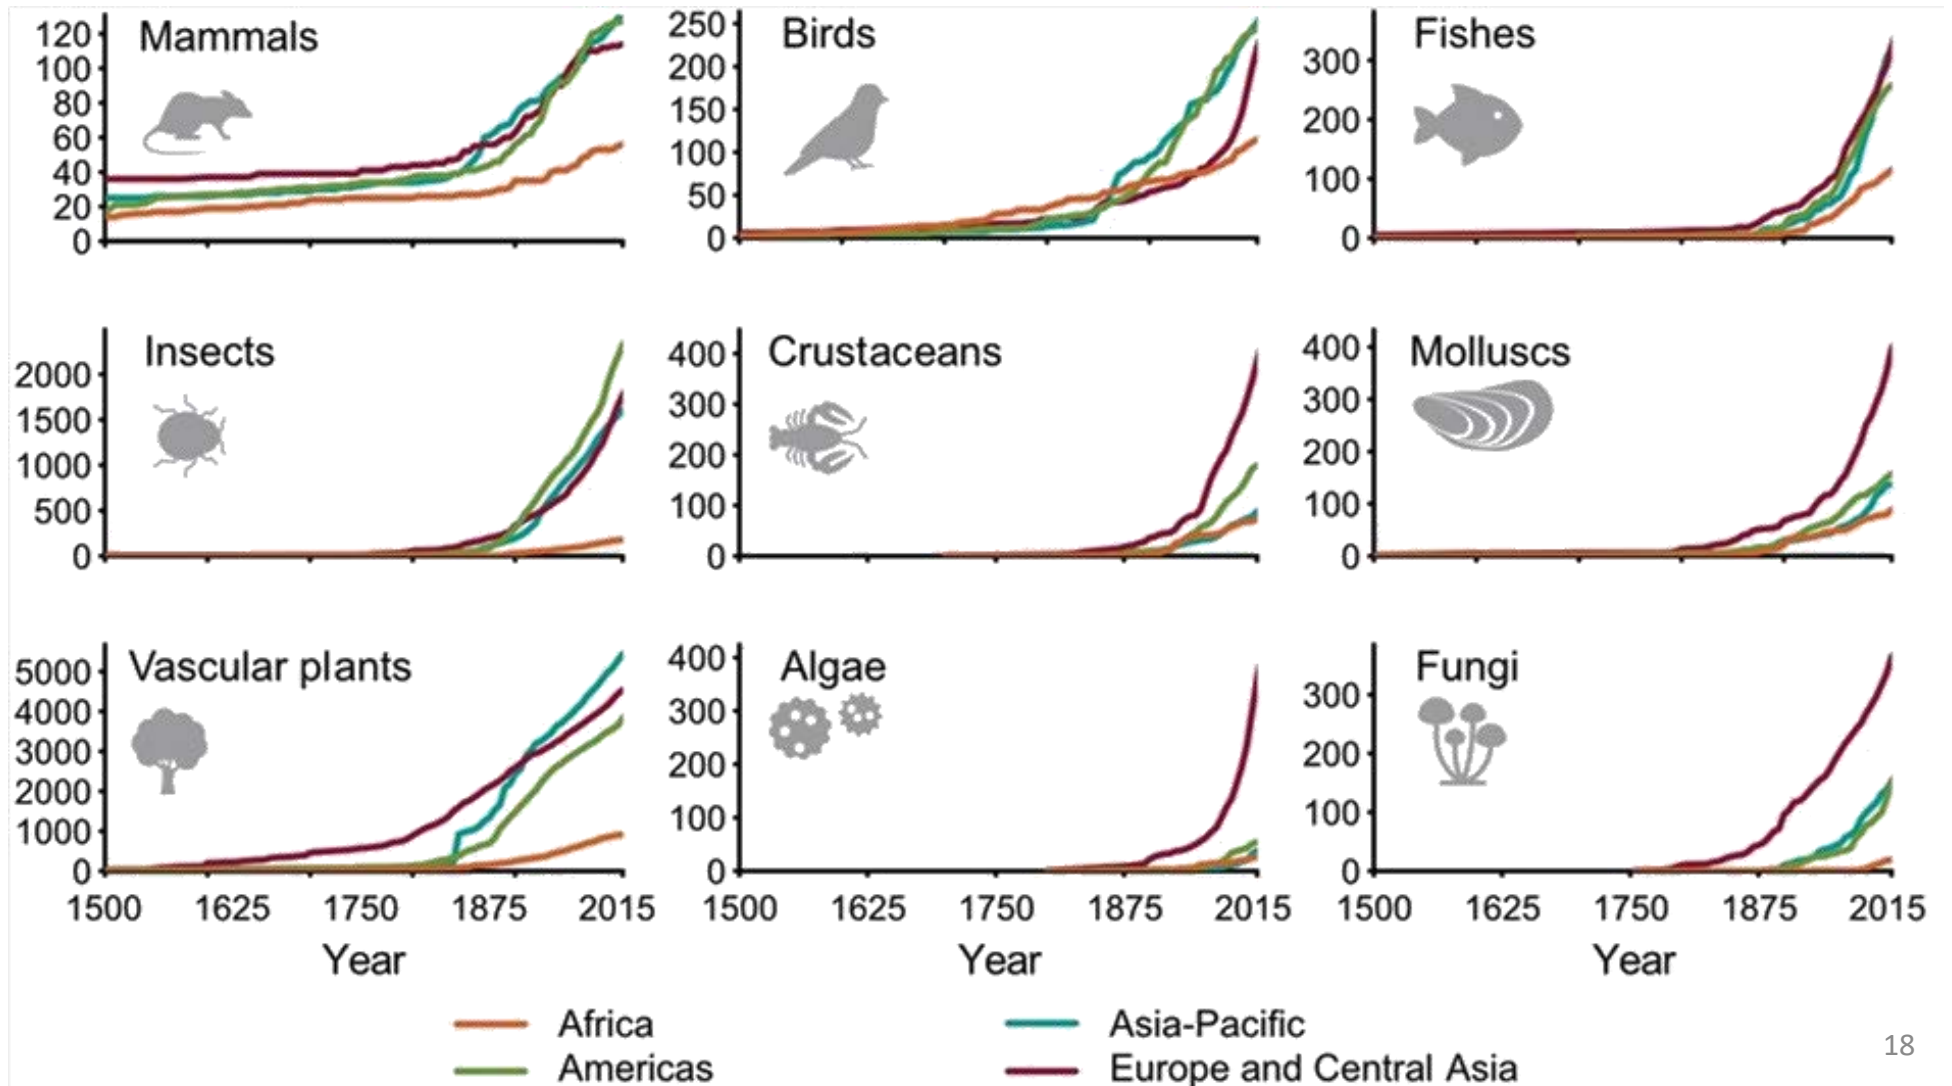 Mammals
120
100
80
60
40
20
0
Birds
250
200
150
100
50
0
Fishes
300
200
100
0
Insects
2000
1500
1000
500
0
Crustaceans
400
300
200
100
0
Molluscs
400
300
200
100
0
Vascular plants
5000
4000
3000
2000
1000
0
1500 1625 1750 1875 2015
Year
Algae
400
300
200
100
0
1500 1625 1750 1875 2015
Year
Fungi
300
200
100
0
1500 1625 1750 1875 2015
Year
Africa
Asia-Pacific
Americas
Europe and Central Asia
18